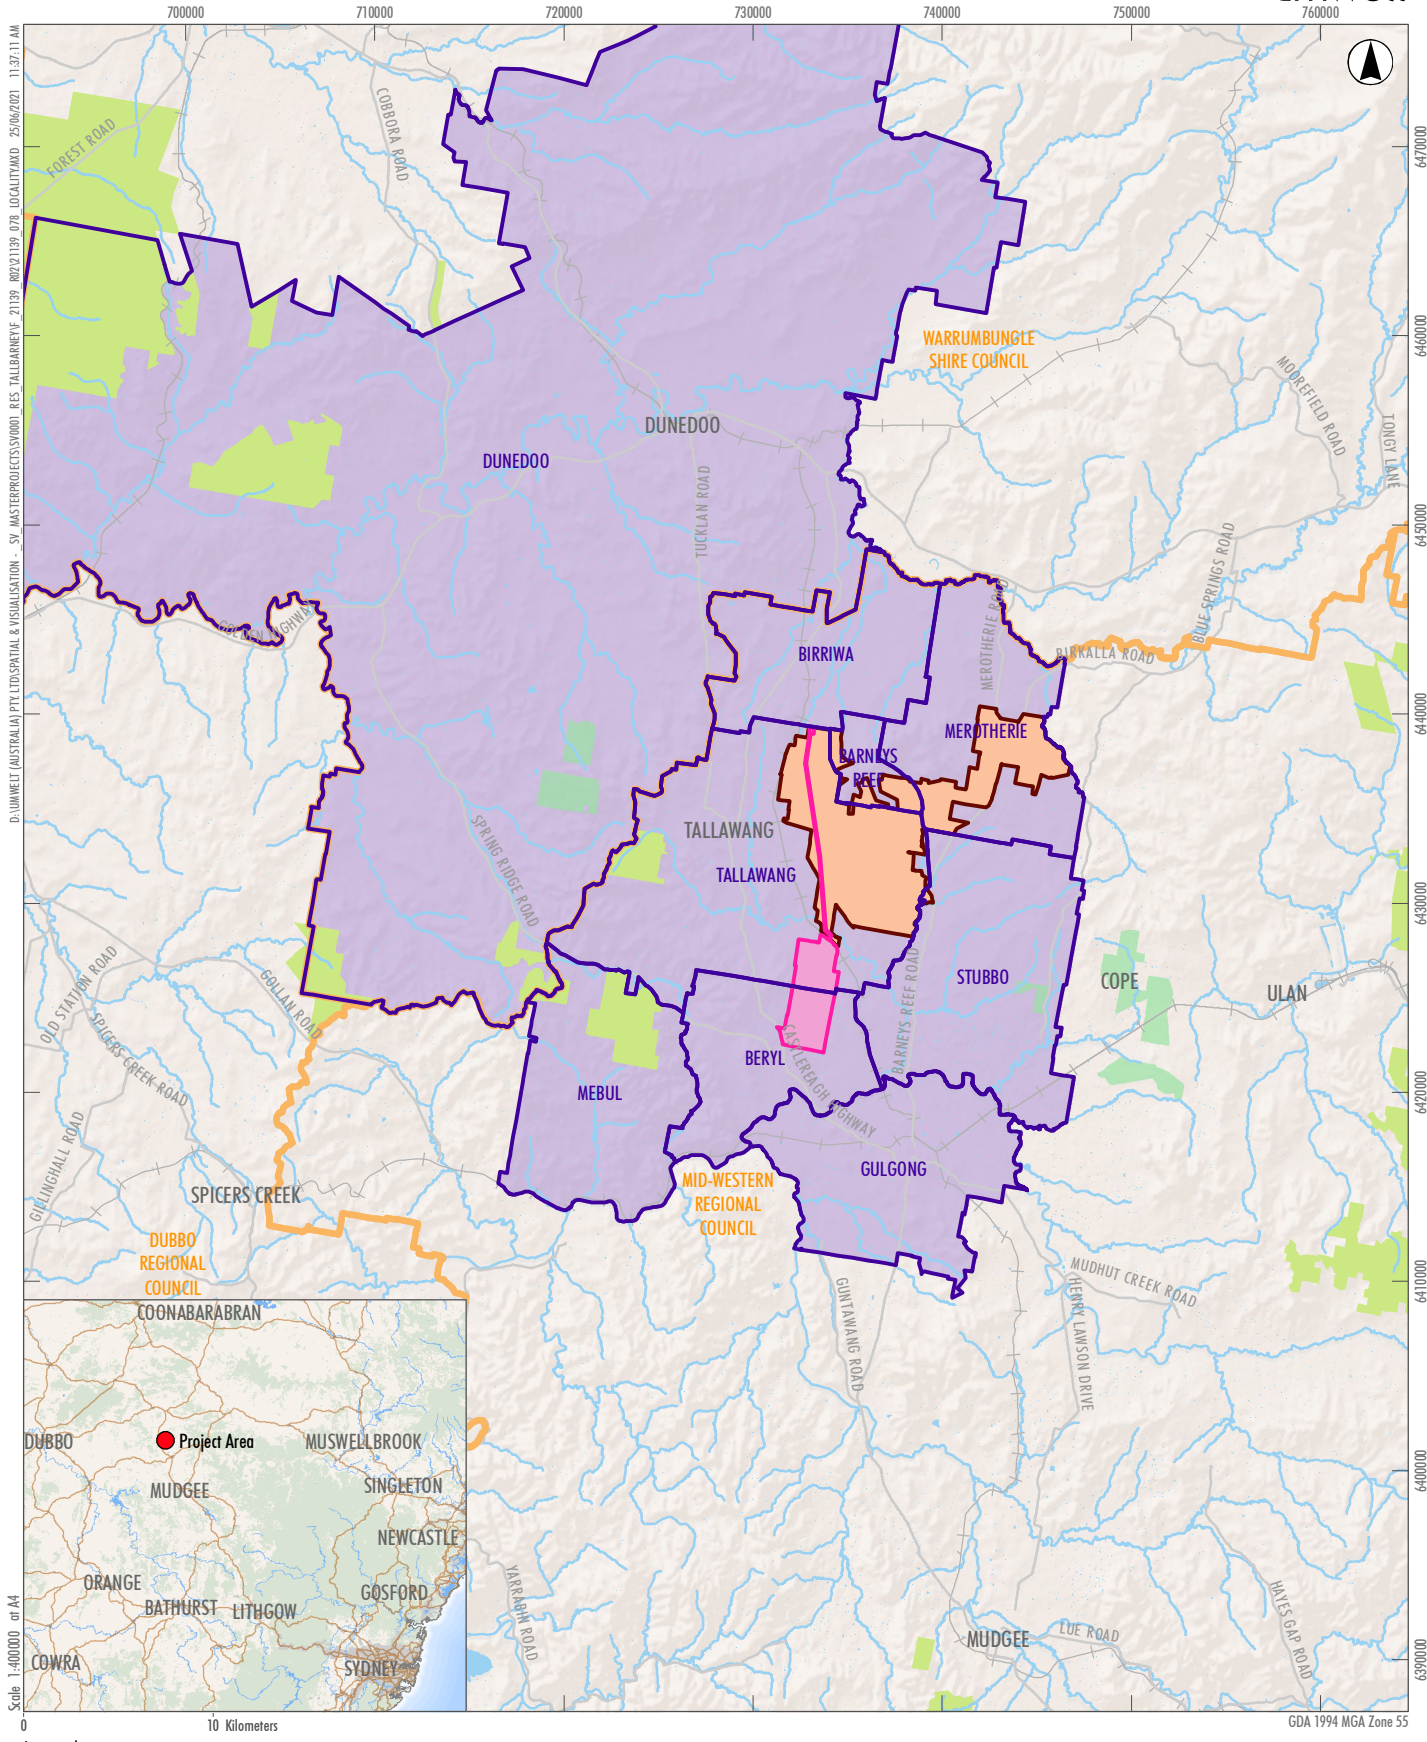 700000
710000
720000
730000
740000
750000
760000
6470000
6460000
6450000
6440000
6430000
6420000
6410000
6400000
6390000
FOREST ROAD
COBBORA ROAD
WARRUMBUNGLE
SHIRE COUNCIL
MOOREFIELD ROAD
TONGY LANE
DUNEDOO
DUNEDOO
TUCKLAN ROAD
BLUE SPRINGS ROAD
GOLDEN HIGHWAY
MEROTHERIE ROAD
BIRKALLA ROAD
BIRRIWA
MEROTHERIE
BARNEYS
REEF
SPRING RIDGE ROAD
TALLAWANG
TALLAWANG
STUBBO
COPE
ULAN
OLD STATION ROAD
GOLLAN ROAD
SPICERS CREEK ROAD
BARNEYS REEF ROAD
CASTLEREAGH HIGHWAY
BERYL
MEBUL
GILLINGHALL ROAD
SPICERS CREEK
GULGONG
MID-WESTERN
REGIONAL
COUNCIL
DUBBO
REGIONAL
COUNCIL
GUNTAWANG ROAD
MUDHUT CREEK ROAD
HENRY LAWSON DRIVE
YARRABIN ROAD
MUDGEE
LUE ROAD
HAYES GAP ROAD
COONABARABRAN
DUBBO
Project Area
MUSWELLBROOK
MUDGEE
SINGLETON
NEWCASTLE
ORANGE
GOSFORD
BATHURST
LITHGOW
COWRA
SYDNEY
0
10 Kilometers
GDA 1994 MGA Zone 55
Scale 1:400000 at A4